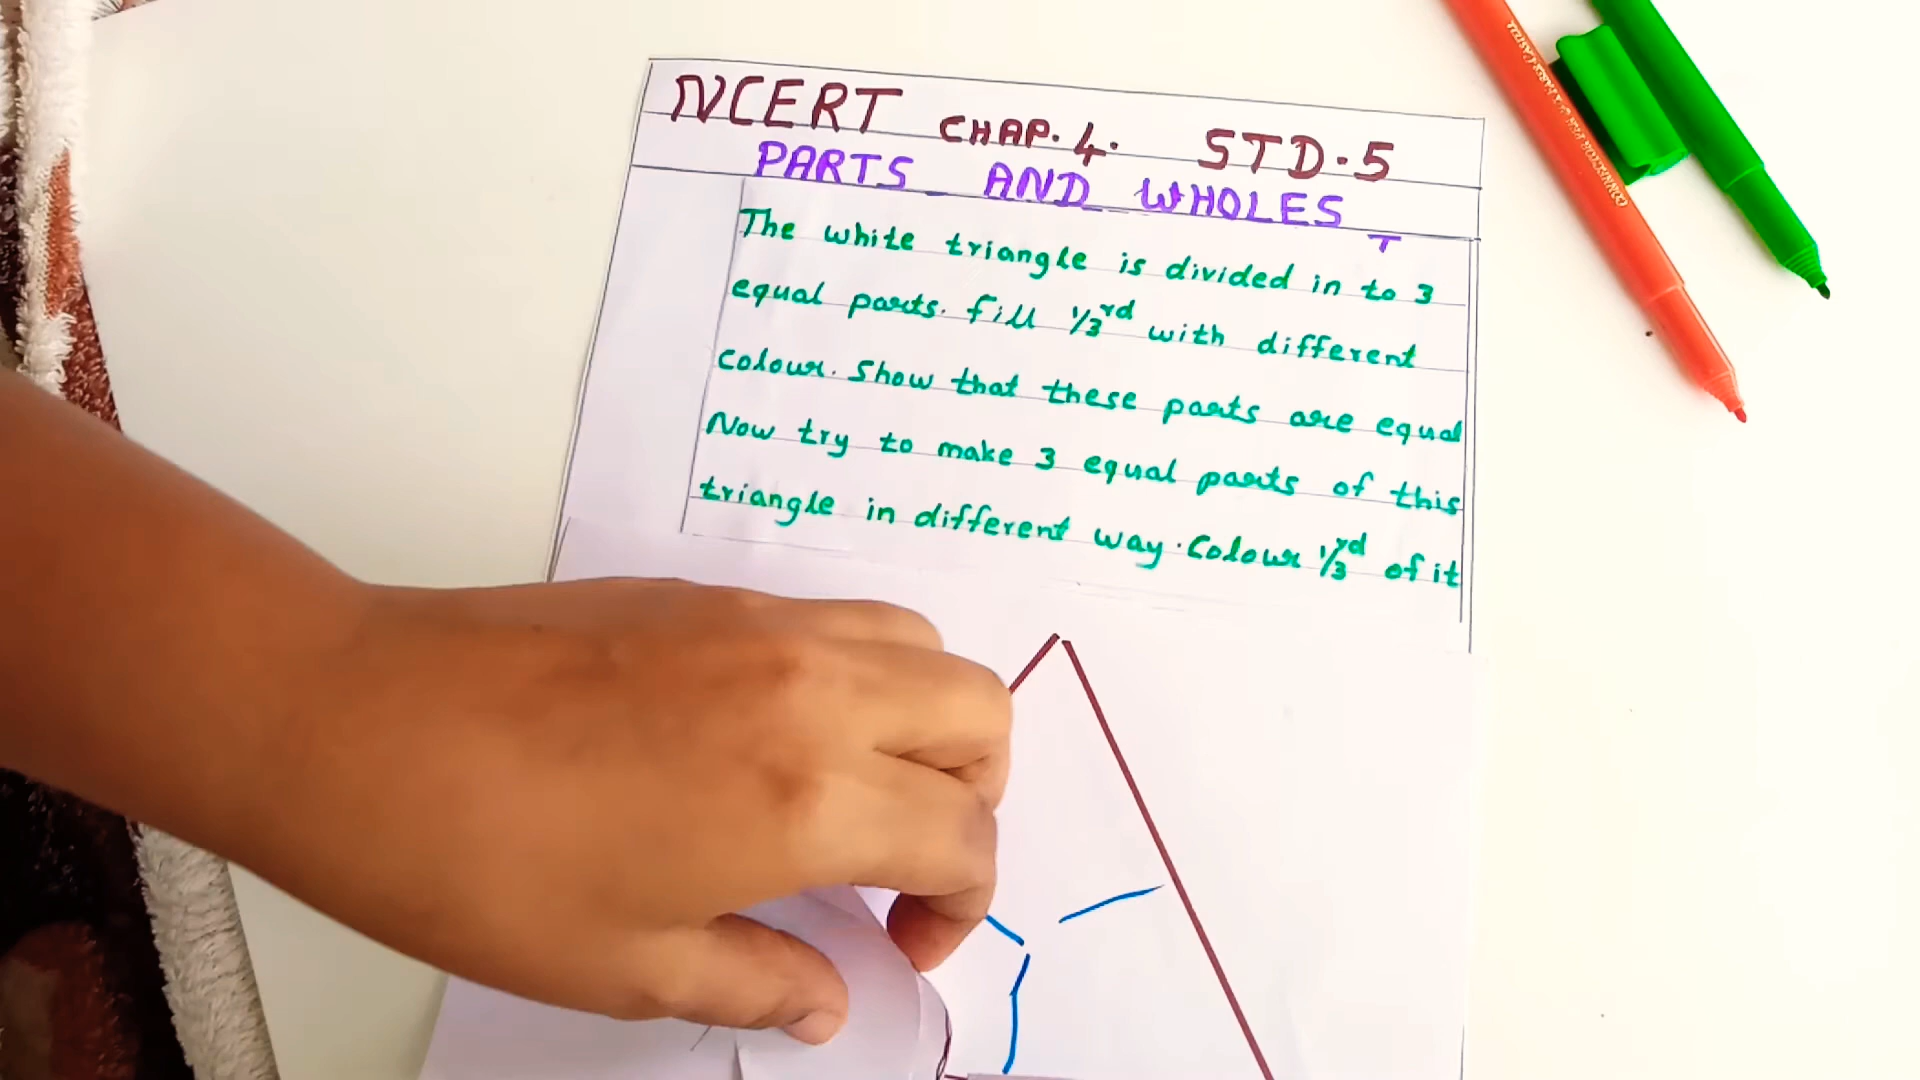 NCERT CHAP.4. STD.5
PARTS AND WHOLES
The white triangle is divided in to 3
equal parts. fill 1/3rd with different
Colour. Show that these parts are equal
Now try to make 3 equal parts of this
triangle in different way. Colour 1/3rd of it
CONNECTOR PEN